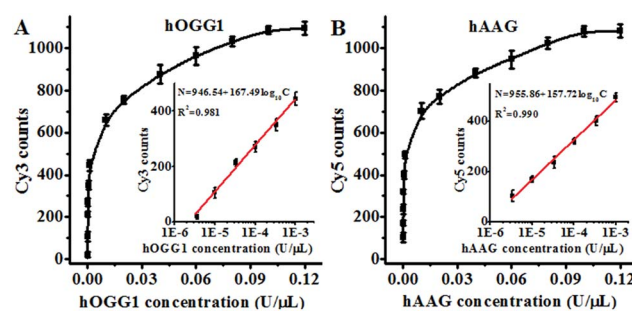 A hOGG1
Cy3 counts
1000
800
600
400
200
0
0.00 0.03 0.06 0.09 0.12
hOGG1 concentration (U/μL)
N=946.54+167.49log10C
R²=0.981
Cy3 counts
400
200
0
1E-6 1E-5 1E-4 1E-3
hOGG1 concentration (U/μL)
B hAAG
Cy5 counts
1000
800
600
400
200
0
0.00 0.03 0.06 0.09 0.12
hAAG concentration (U/μL)
N=955.86+157.72log10C
R²=0.990
Cy5 counts
400
200
0
1E-6 1E-5 1E-4 1E-3
hAAG concentration (U/μL)